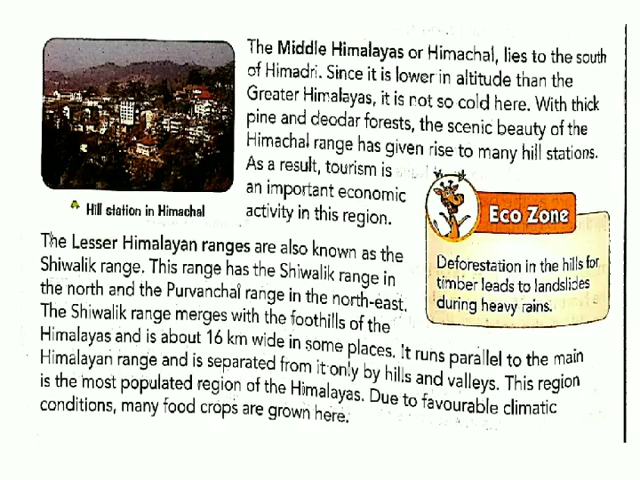 The Middle Himalayas or Himachal, lies to the south
of Himadri. Since it is lower in altitude than the
Greater Himalayas, it is not so cold here. With thick
pine and deodar forests, the scenic beauty of the
Himachal range has given rise to many hill stations.
As a result, tourism is
an important economic
activity in this region.
Hill station in Himachal
Eco Zone
Deforestation in the hills for
timber leads to landslides
during heavy rains.
The Lesser Himalayan ranges are also known as the
Shiwalik range. This range has the Shiwalik range in
the north and the Purvanchal range in the north-east.
The Shiwalik range merges with the foothills of the
Himalayas and is about 16 km wide in some places. It runs parallel to the main
Himalayan range and is separated from it only by hills and valleys. This region
is the most populated region of the Himalayas. Due to favourable climatic
conditions, many food crops are grown here.